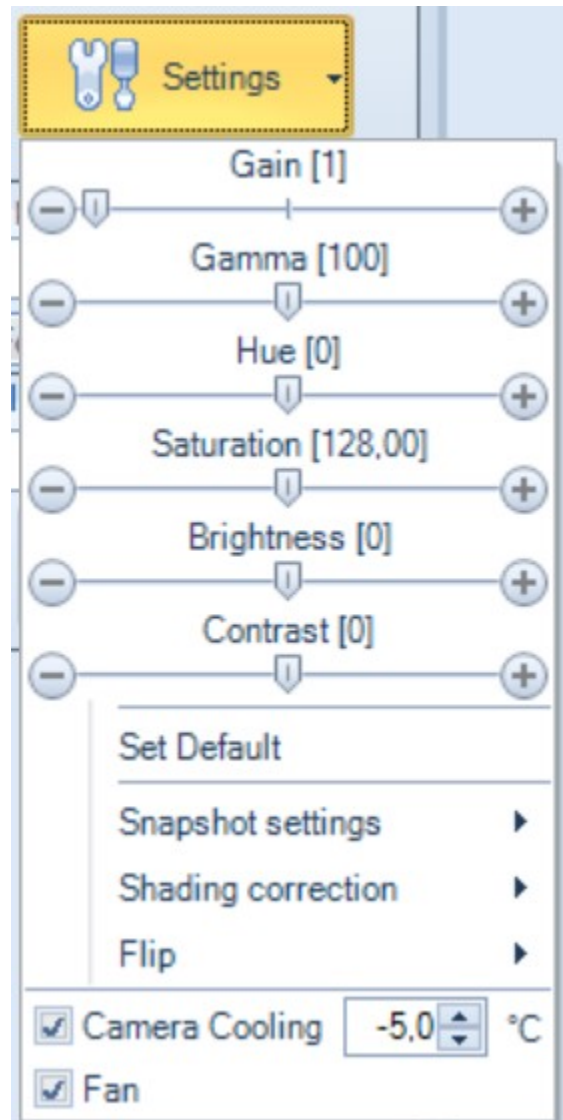 Settings
Gain [1]
Gamma [100]
Hue [0]
Saturation [128,00]
Brightness [0]
Contrast [0]
Set Default
Snapshot settings
Shading correction
Flip
Camera Cooling -5,0 °C
Fan